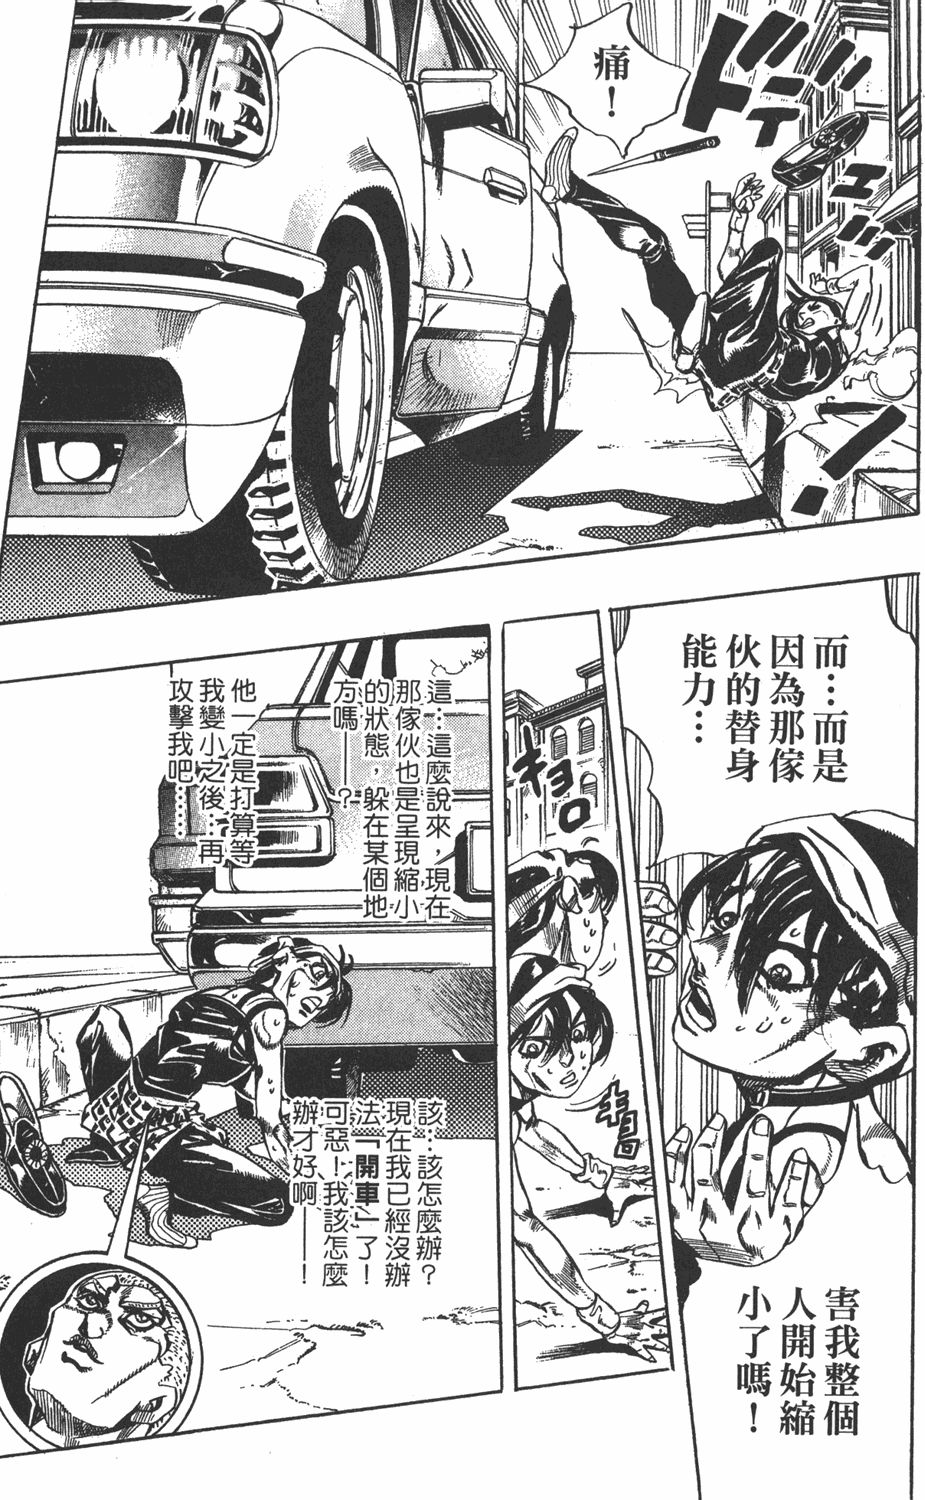 痛！
ドドド
ドテェ
ェ
ーン！
而…而是
因為那傢
伙的替身
能力…
害我整個
人開始縮
小了嗎！
キョロ
キョロ
這…這麼說來，現在
那傢伙也是呈現縮小
的狀態，躲在某個地
方嗎——？
他一定是打算等
我變小之後…再
攻擊我吧………
該…該怎麼辦？
現在我已經沒辦
法「開車」了！
可惡！我該怎麼
辦才好啊——！